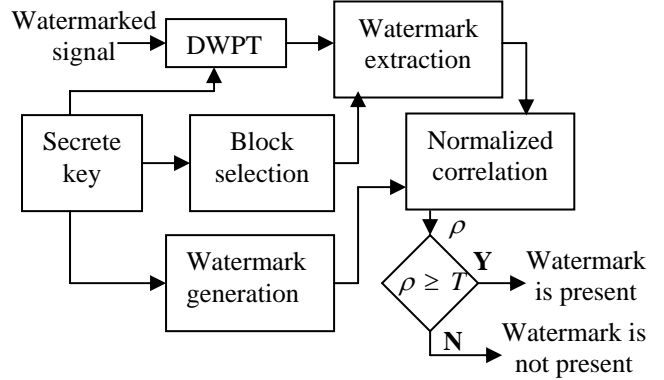 Watermarked
signal
DWPT
Watermark
extraction
Secrete
key
Block
selection
Normalized
correlation
Watermark
generation
ρ
ρ ≥ T
Y
Watermark
is present
N
Watermark is
not present